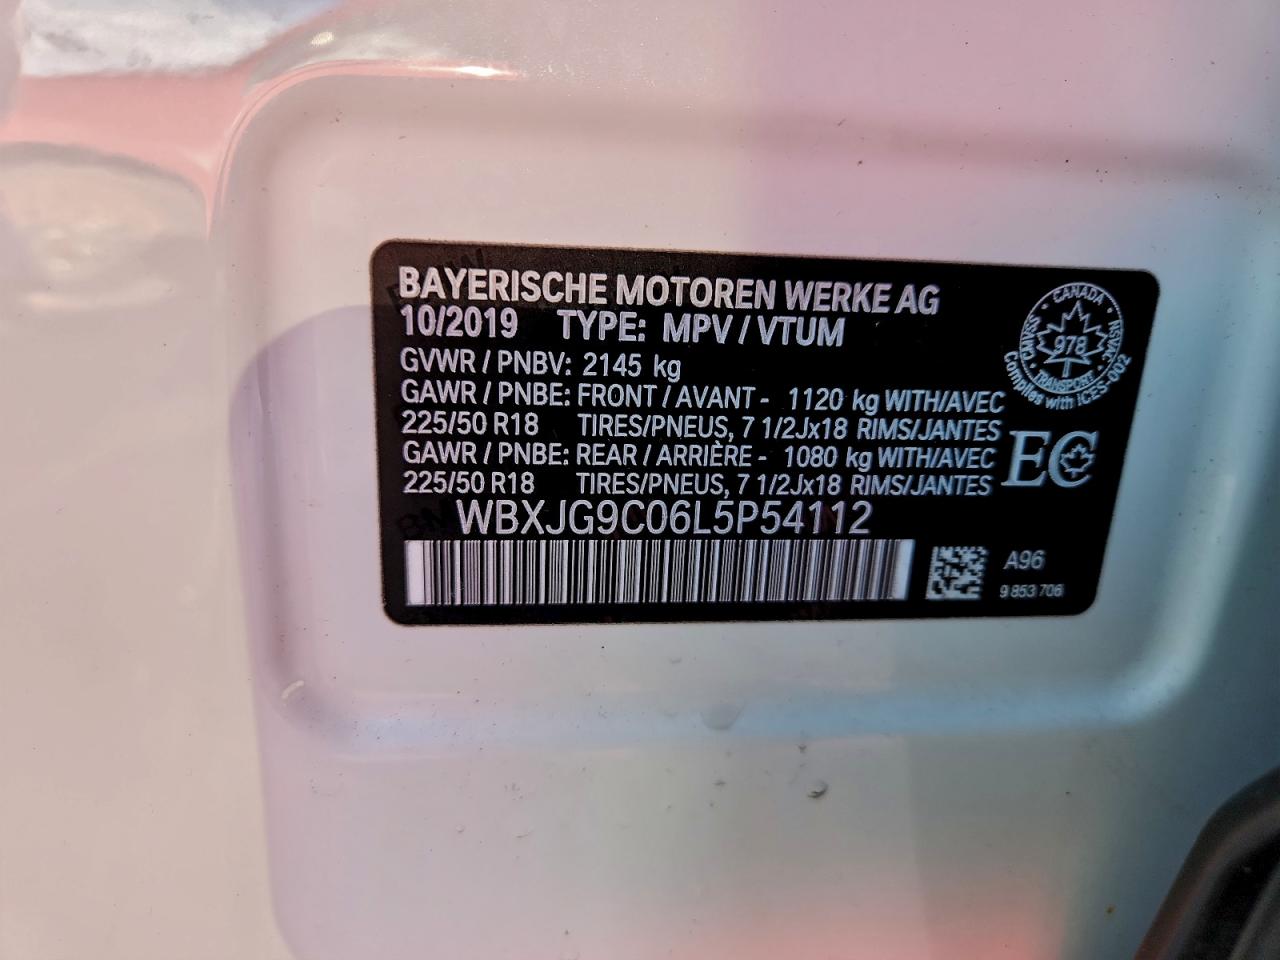 BAYERISCHE MOTOREN WERKE AG
10/2019 TYPE: MPV / VTUM
GVWR / PNBV: 2145 kg
GAWR / PNBE: FRONT / AVANT - 1120 kg WITH/AVEC
225/50 R18 TIRES/PNEUS, 7 1/2Jx18 RIMS/JANTES
GAWR / PNBE: REAR / ARRIÈRE - 1080 kg WITH/AVEC
225/50 R18 TIRES/PNEUS, 7 1/2Jx18 RIMS/JANTES
WBXJG9C06L5P54112
CANADA
CMVSS
978
NSVAC
TRANSPORT
Complies with ICES-002
EC
A96
9 853 706